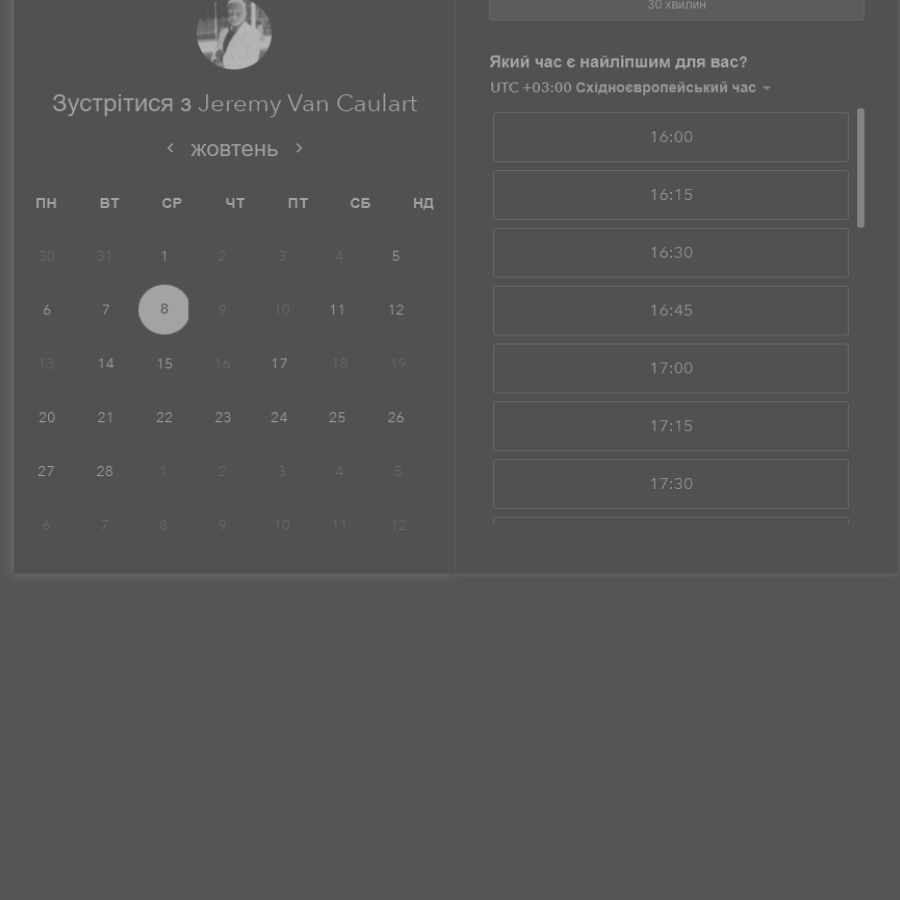 30 хвилин
Зустрітися з Jeremy Van Caulart
< жовтень >
ПН ВТ СР ЧТ ПТ СБ НД
30 31 1 2 3 4 5
6 7 8 9 10 11 12
13 14 15 16 17 18 19
20 21 22 23 24 25 26
27 28 1 2 3 4 5
6 7 8 9 10 11 12
Який час є найліпшим для вас?
UTC +03:00 Східноєвропейський час
16:00
16:15
16:30
16:45
17:00
17:15
17:30